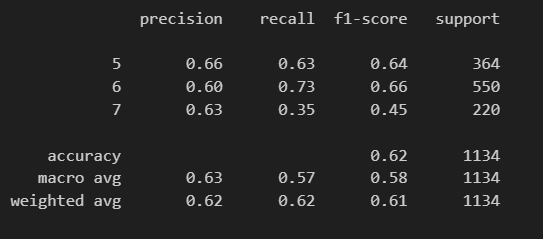 precision recall f1-score support
5 0.66 0.63 0.64 364
6 0.60 0.73 0.66 550
7 0.63 0.35 0.45 220
accuracy 0.62 1134
macro avg 0.63 0.57 0.58 1134
weighted avg 0.62 0.62 0.61 1134